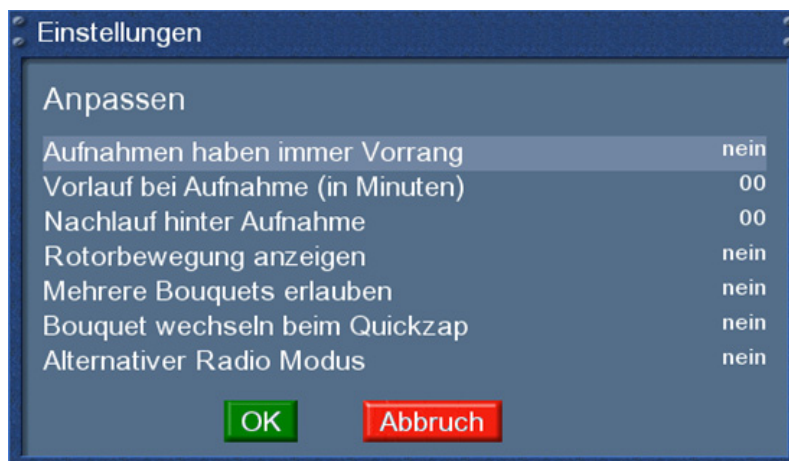 Einstellungen
Anpassen
Aufnahmen haben immer Vorrang nein
Vorlauf bei Aufnahme (in Minuten) 00
Nachlauf hinter Aufnahme 00
Rotorbewegung anzeigen nein
Mehrere Bouquets erlauben nein
Bouquet wechseln beim Quickzap nein
Alternativer Radio Modus nein
OK Abbruch